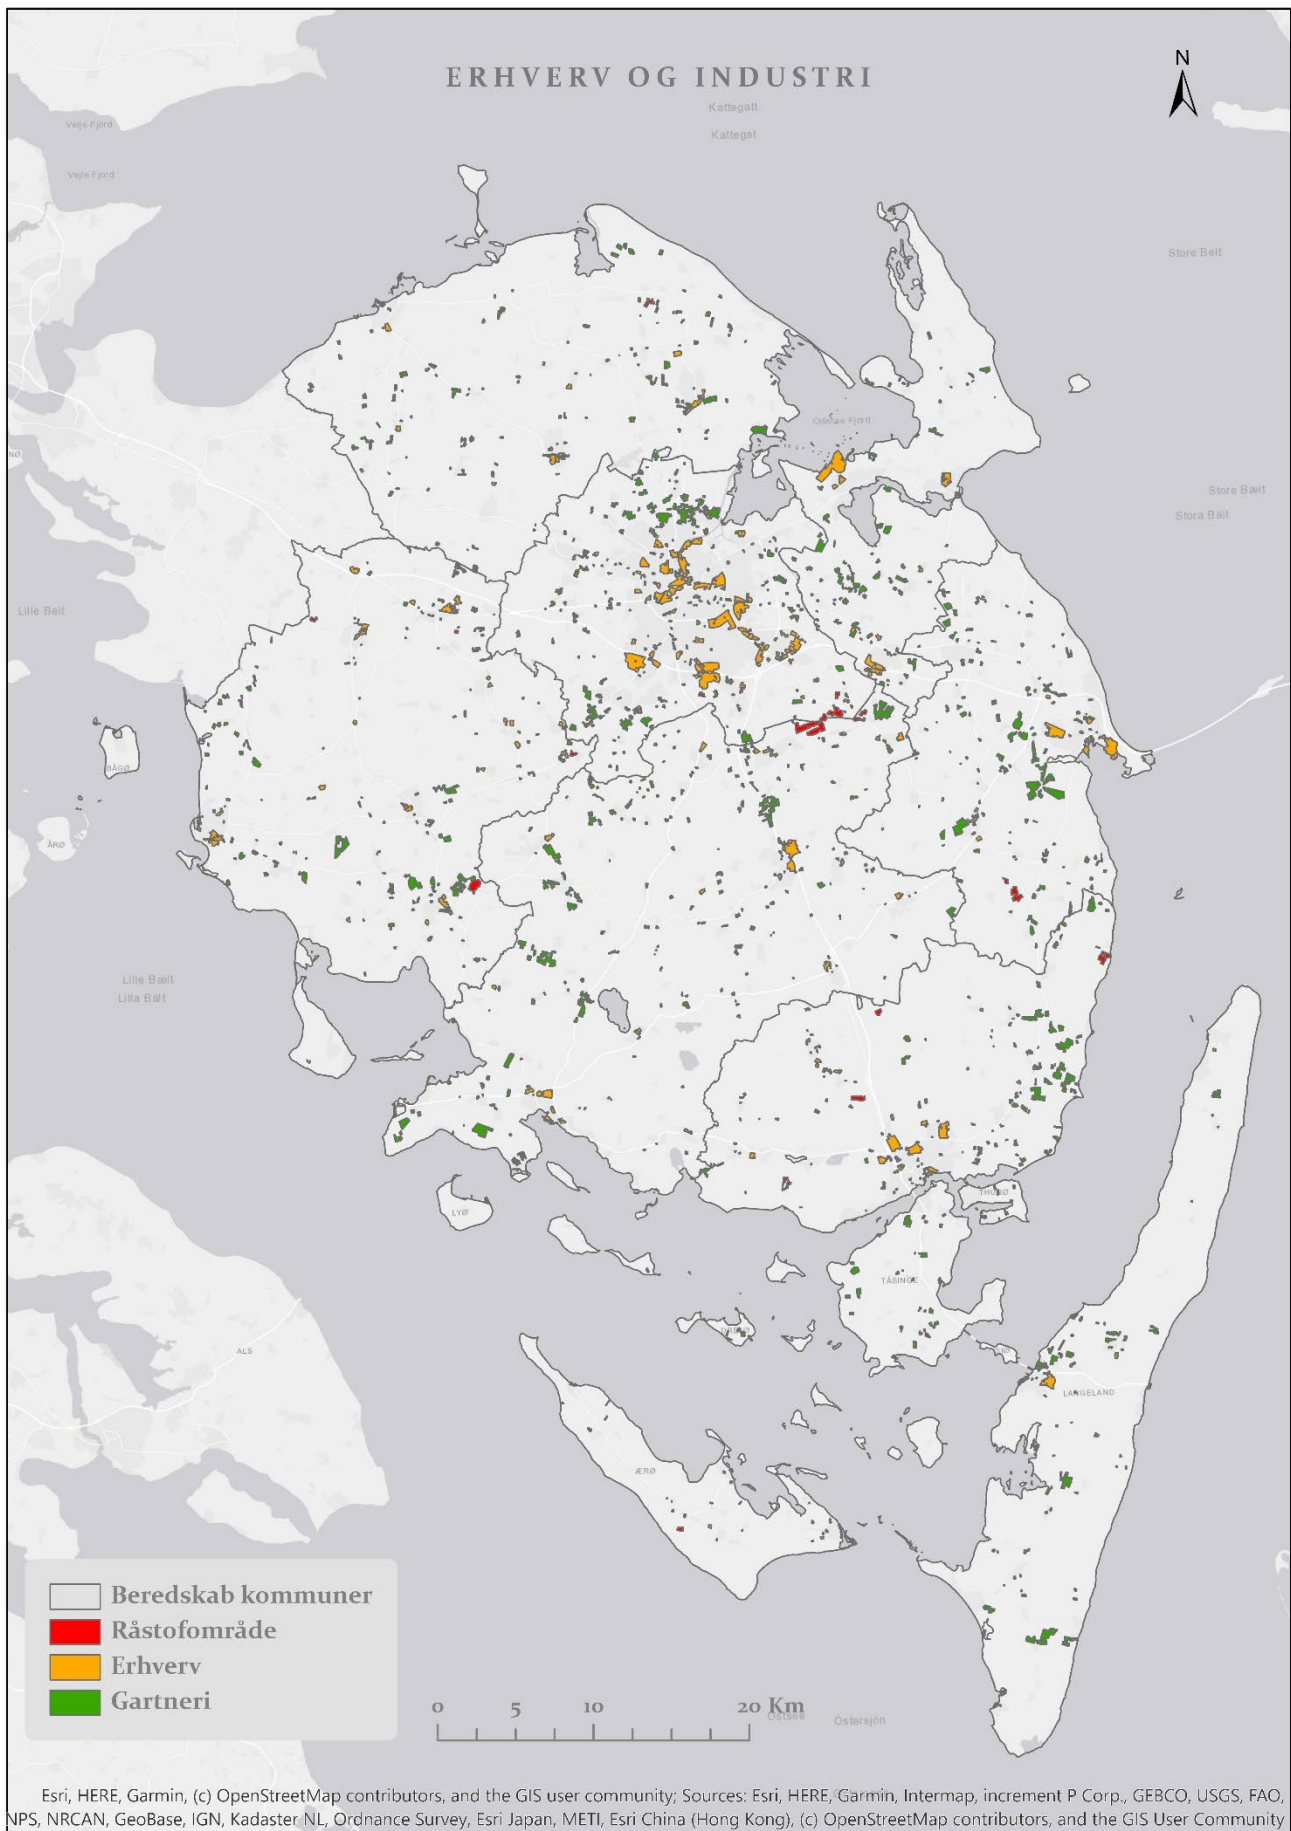 N
ERHVERV OG INDUSTRI
Kattegatt
Kattegat
Vejle Fjord
Vejle Fjord
Store Belt
Odense Fjord
NØ
Store Bælt
Stora Bält
Lille Belt
BÅGØ
ÅRØ
Lille Bælt
Lilla Bält
THURØ
LYØ
TÅSINGE
ALS
LANGELAND
ÆRØ
Beredskab kommuner
Råstofområde
Erhverv
Gartneri
0 5 10 20 Km
Ostsee
Östersjön
Esri, HERE, Garmin, (c) OpenStreetMap contributors, and the GIS user community; Sources: Esri, HERE, Garmin, Intermap, increment P Corp., GEBCO, USGS, FAO,
NPS, NRCAN, GeoBase, IGN, Kadaster NL, Ordnance Survey, Esri Japan, METI, Esri China (Hong Kong), (c) OpenStreetMap contributors, and the GIS User Community